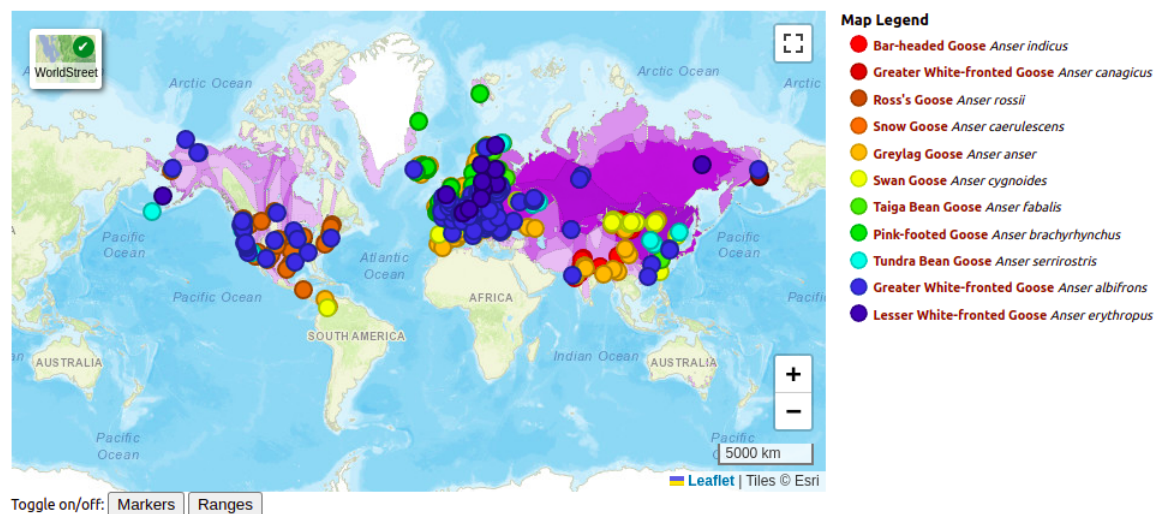 Map Legend
Bar-headed Goose Anser indicus
Greater White-fronted Goose Anser canagicus
Ross's Goose Anser rossii
Snow Goose Anser caerulescens
Greylag Goose Anser anser
Swan Goose Anser cygnoides
Taiga Bean Goose Anser fabalis
Pink-footed Goose Anser brachyrhynchus
Tundra Bean Goose Anser serrirostris
Greater White-fronted Goose Anser albifrons
Lesser White-fronted Goose Anser erythropus
WorldStreet
Arctic Ocean
Arctic Ocean
Arctic Ocean
Arctic
Pacific
Ocean
Atlantic
Ocean
Pacific
Ocean
Pacific Ocean
AFRICA
Pacifi
SOUTH AMERICA
AUSTRALIA
Indian Ocean
AUSTRALIA
+
−
Pacific
Ocean
Pacific
Ocean
5000 km
Leaflet | Tiles © Esri
Toggle on/off: Markers Ranges